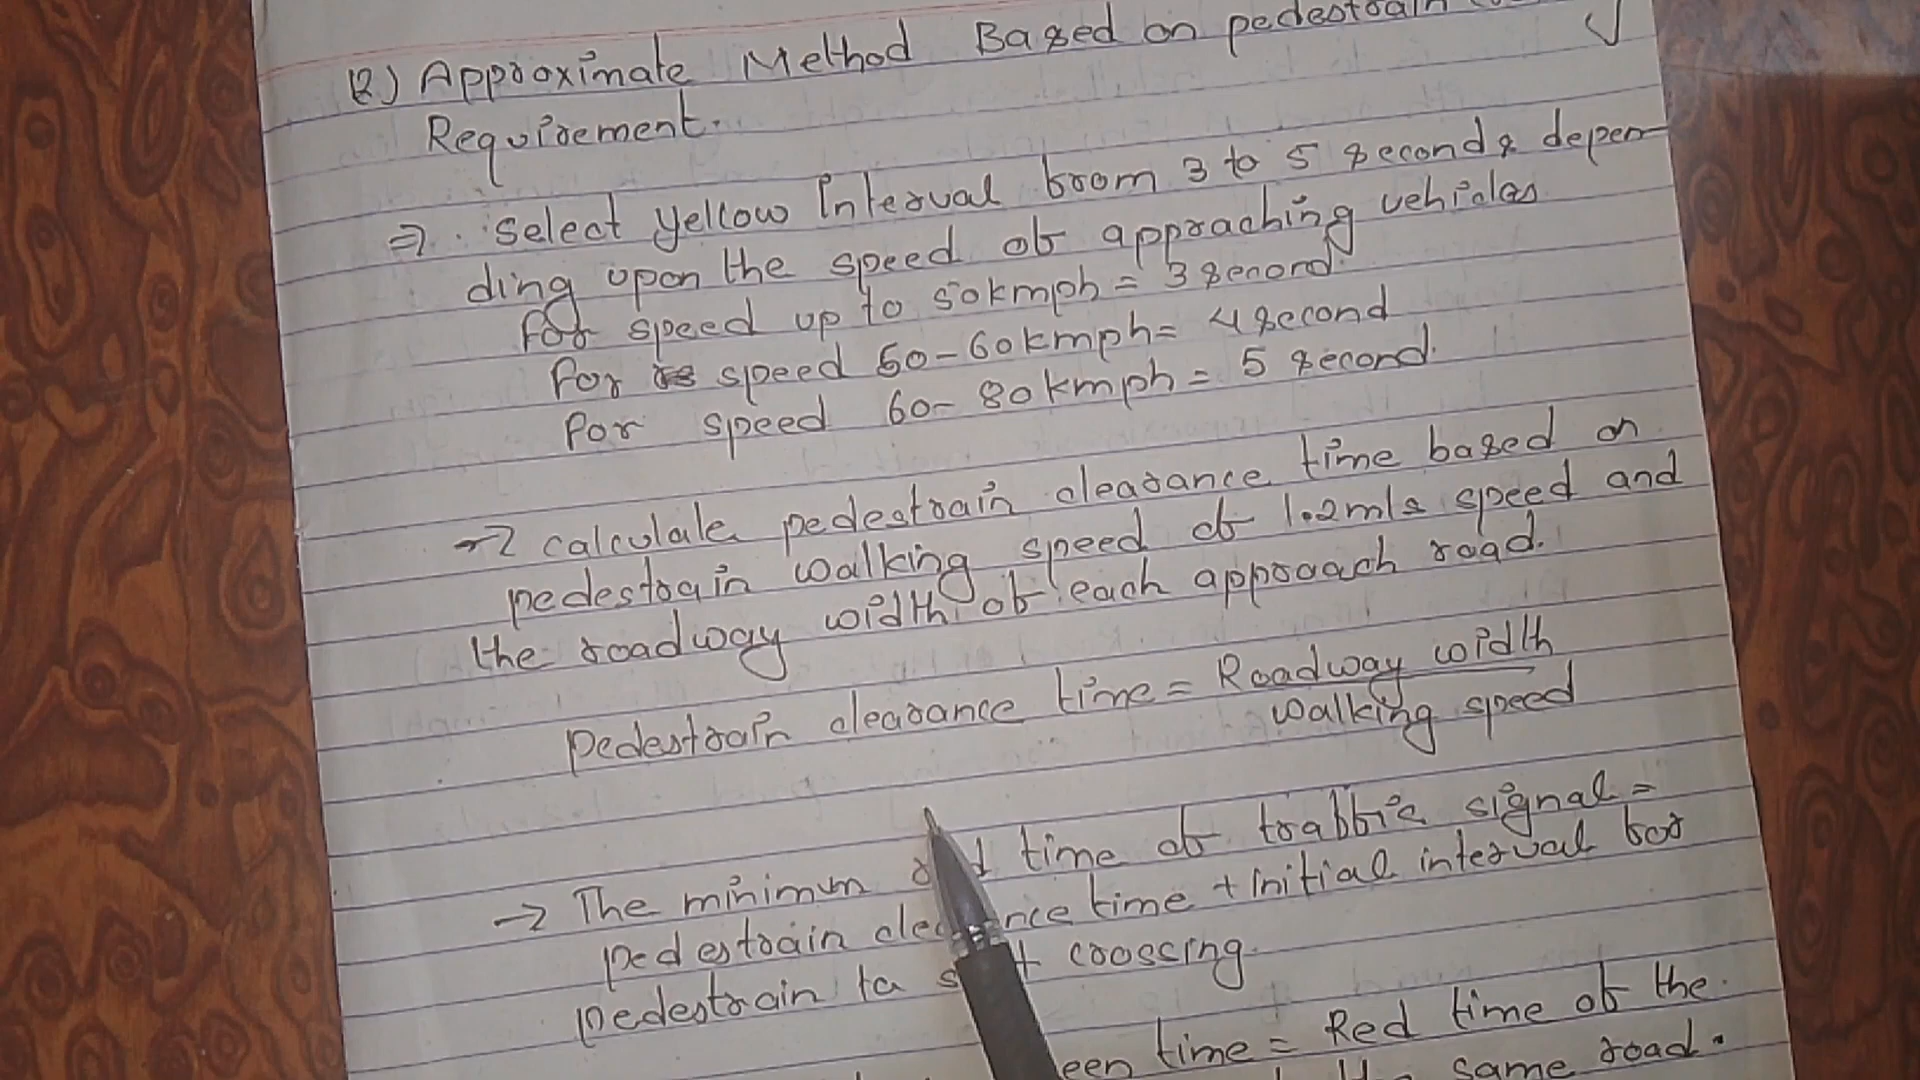 2) Approximate Method Based on pedestrain
Requirement.
⇒ Select yellow Interval from 3 to 5 seconds depen-
ding upon the speed of approaching vehicles
For speed up to 50kmph = 3 second.
For speed 50-60kmph = 4 second
For speed 60-80kmph = 5 second.
→ calculate pedestrain clearance time based on
pedestrain walking speed of 1.2m/s speed and
the roadway width of each approach road.
Pedestrain clearance time = Roadway width
walking speed
→ The minimum time of traffic signal =
pedestrain time + Initial interval for
pedestrain to crossing.
time = Red time of the
same road.